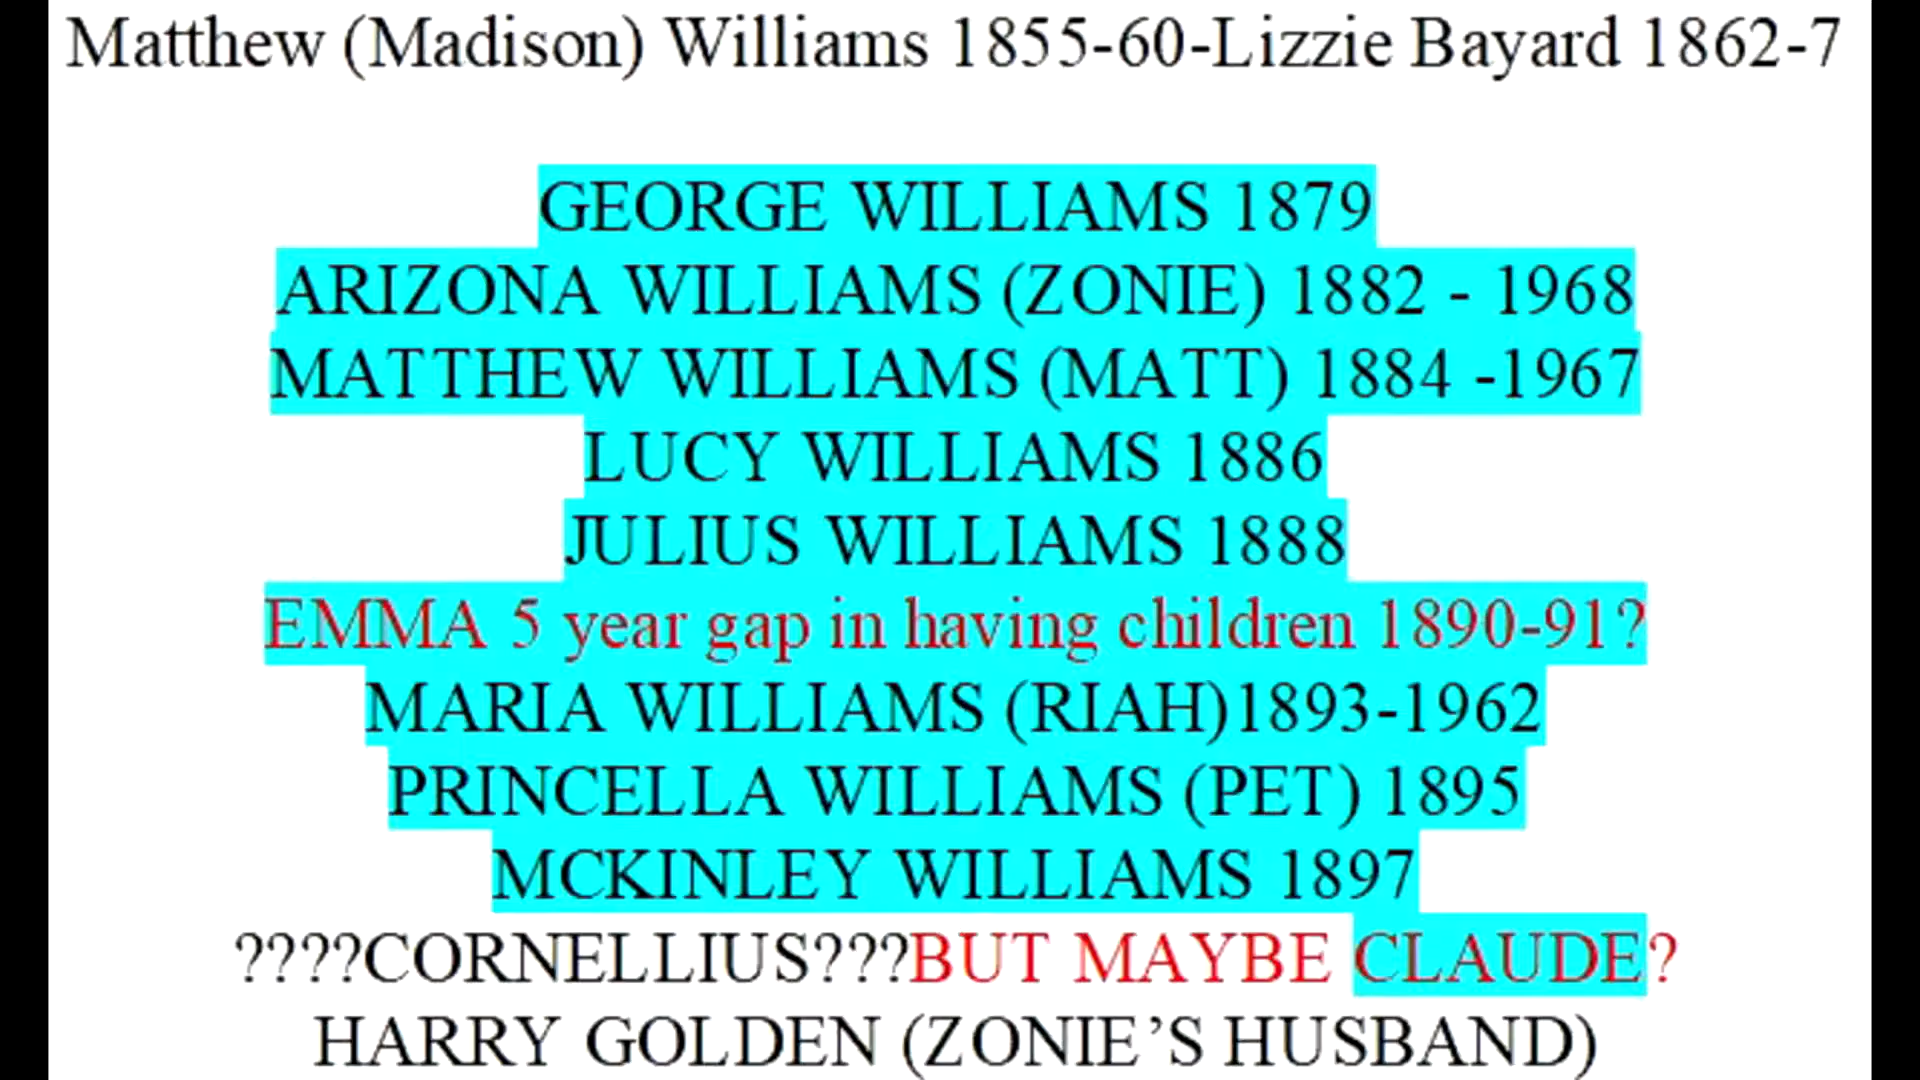 Matthew (Madison) Williams 1855-60-Lizzie Bayard 1862-7
GEORGE WILLIAMS 1879
ARIZONA WILLIAMS (ZONIE) 1882 - 1968
MATTHEW WILLIAMS (MATT) 1884 -1967
LUCY WILLIAMS 1886
JULIUS WILLIAMS 1888
EMMA 5 year gap in having children 1890-91?
MARIA WILLIAMS (RIAH)1893-1962
PRINCELLA WILLIAMS (PET) 1895
MCKINLEY WILLIAMS 1897
????CORNELLIUS???BUT MAYBE CLAUDE?
HARRY GOLDEN (ZONIE’S HUSBAND)